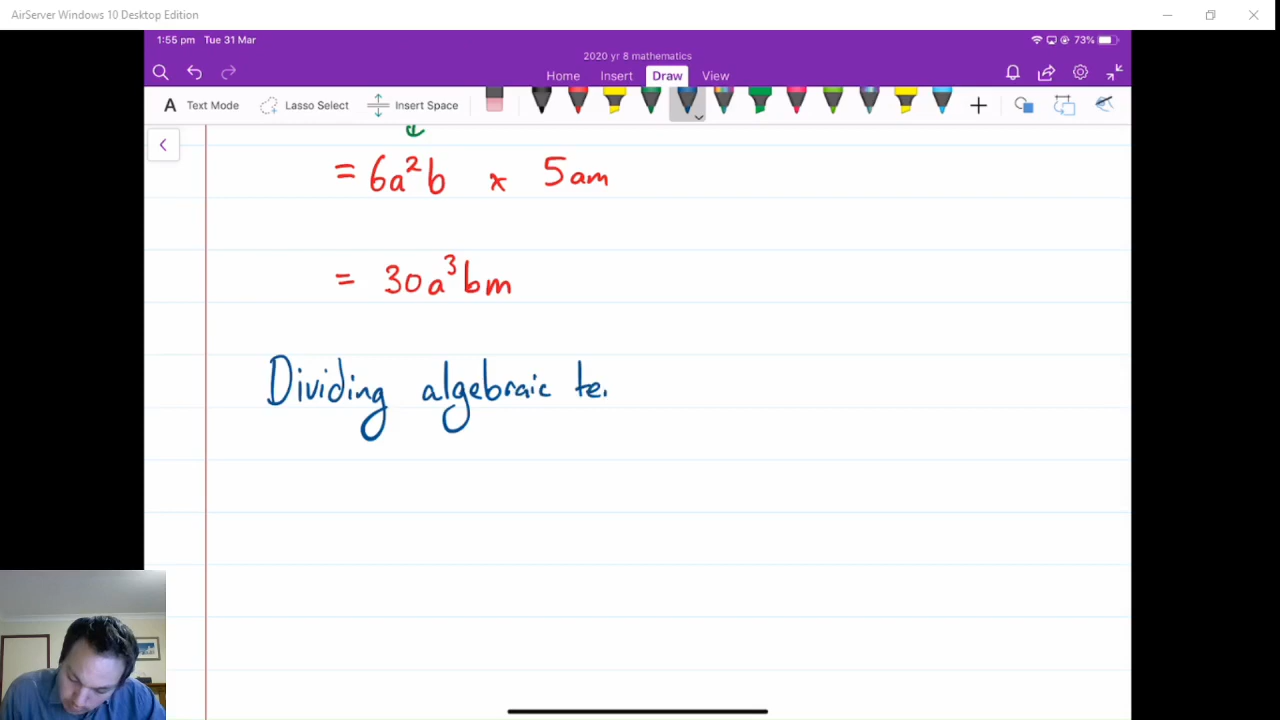 AirServer Windows 10 Desktop Edition
1:55 pm Tue 31 Mar
73%
2020 yr 8 mathematics
Home Insert Draw View
A Text Mode Lasso Select Insert Space
= 6a²b × 5am
= 30a³bm
Dividing algebraic te.